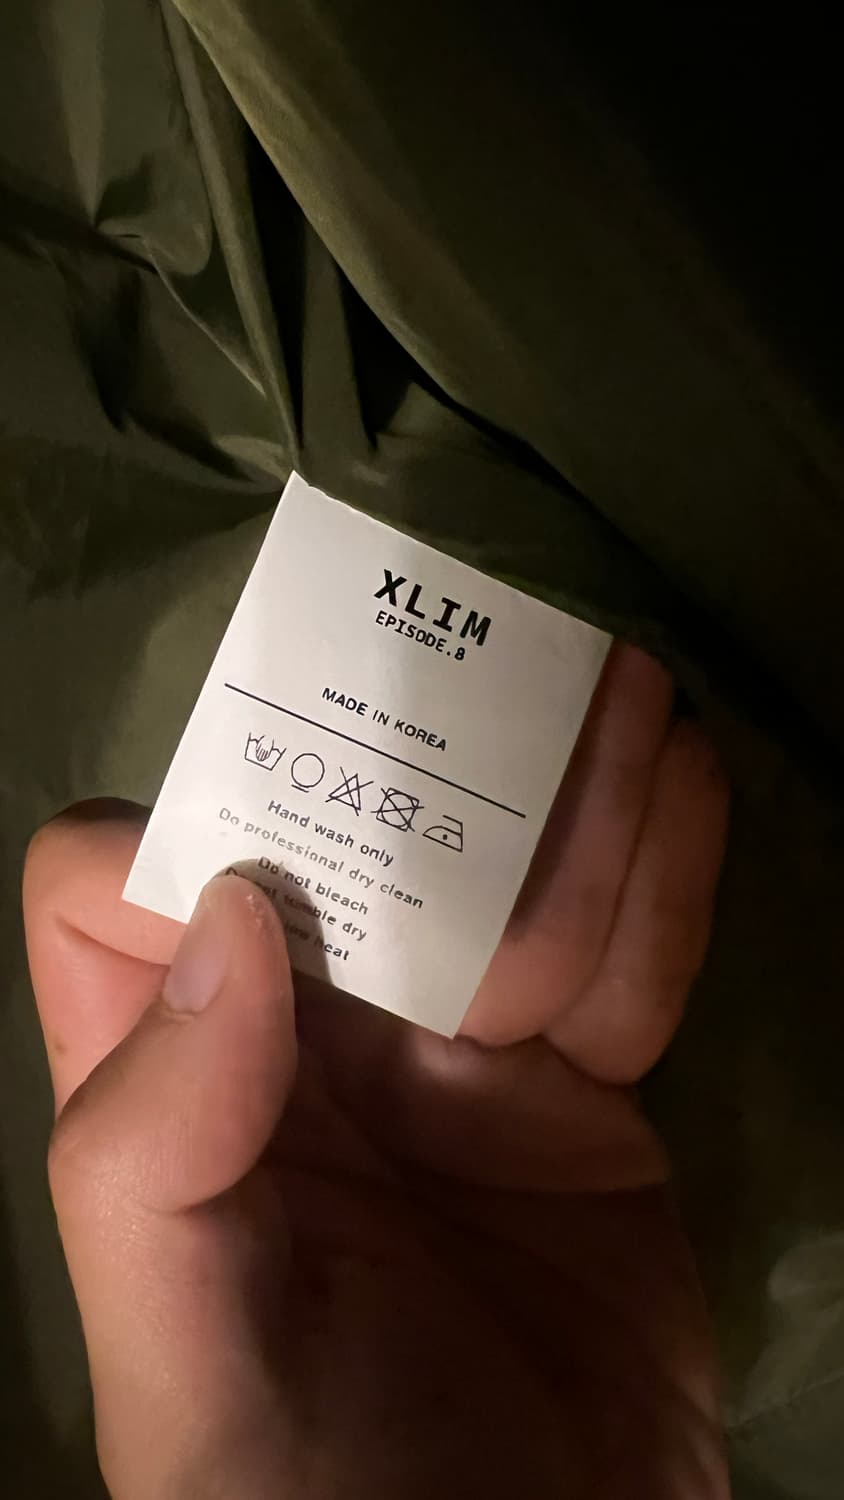 XLIM
EPISODE.8
MADE IN KOREA
Hand wash only
Do professional dry clean
Do not bleach
tumble dry
heat